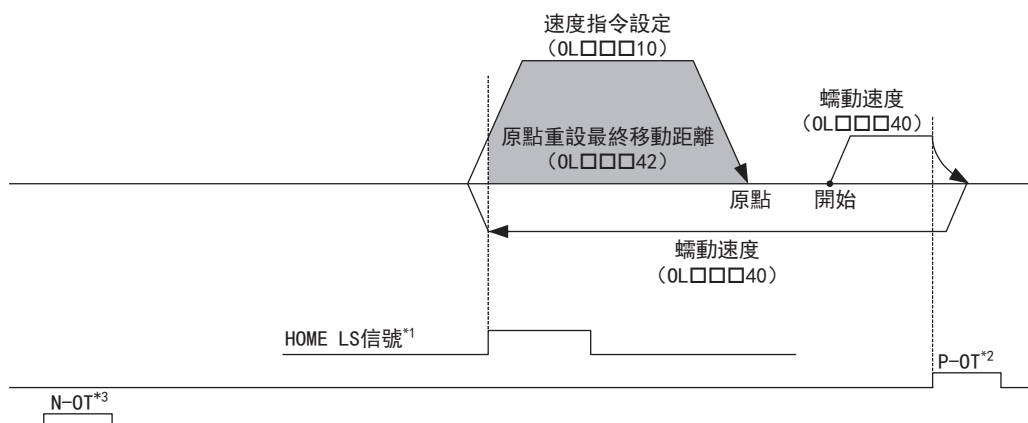 速度指令設定
（OL□□□10）
蠕動速度
（OL□□□40）
原點重設最終移動距離
（OL□□□42）
原點
開始
蠕動速度
（OL□□□40）
HOME LS信號*1
P-OT*2
N-OT*3